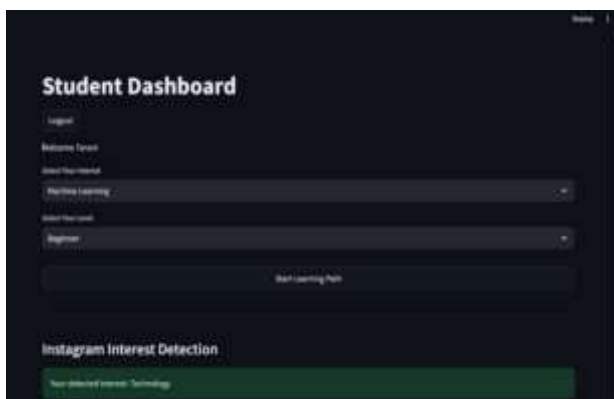 Deploy
Student Dashboard
Logout
Welcome
Select Your Interest
Machine Learning
Select Your Level
Beginner
Start Learning Path
Instagram Interest Detection
Your detected interest: Technology